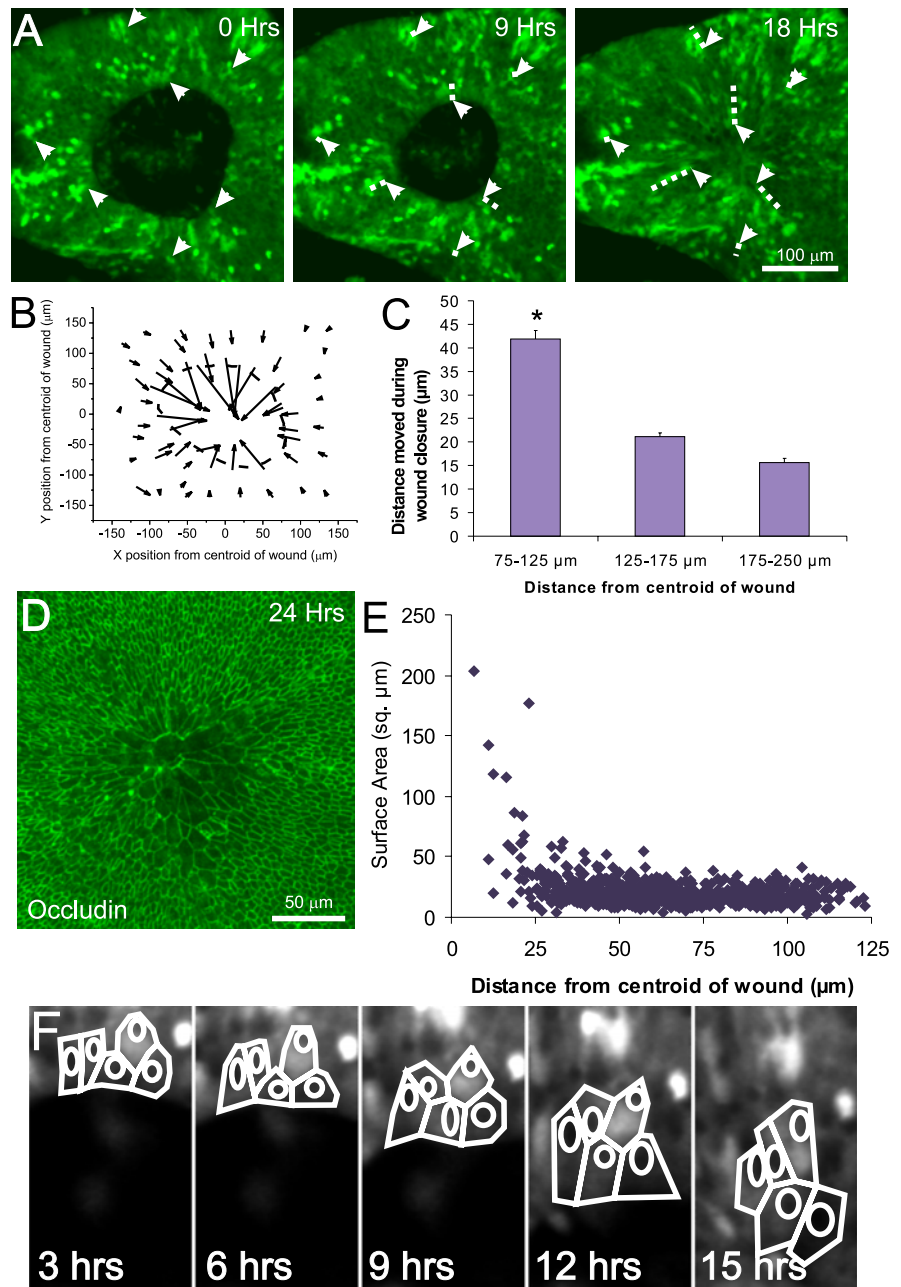 A
0 Hrs
9 Hrs
18 Hrs
100 µm
B
Y position from centroid of wound (µm)
150
100
50
0
-50
-100
-150
-150 -100 -50 0 50 100 150
X position from centroid of wound (µm)
C
Distance moved during
wound closure (µm)
50
45
40
35
30
25
20
15
10
5
0
*
75-125 µm 125-175 µm 175-250 µm
Distance from centroid of wound
D
24 Hrs
Occludin
50 µm
E
Surface Area (sq. µm)
250
200
150
100
50
0
0 25 50 75 100 125
Distance from centroid of wound (µm)
F
3 hrs
6 hrs
9 hrs
12 hrs
15 hrs